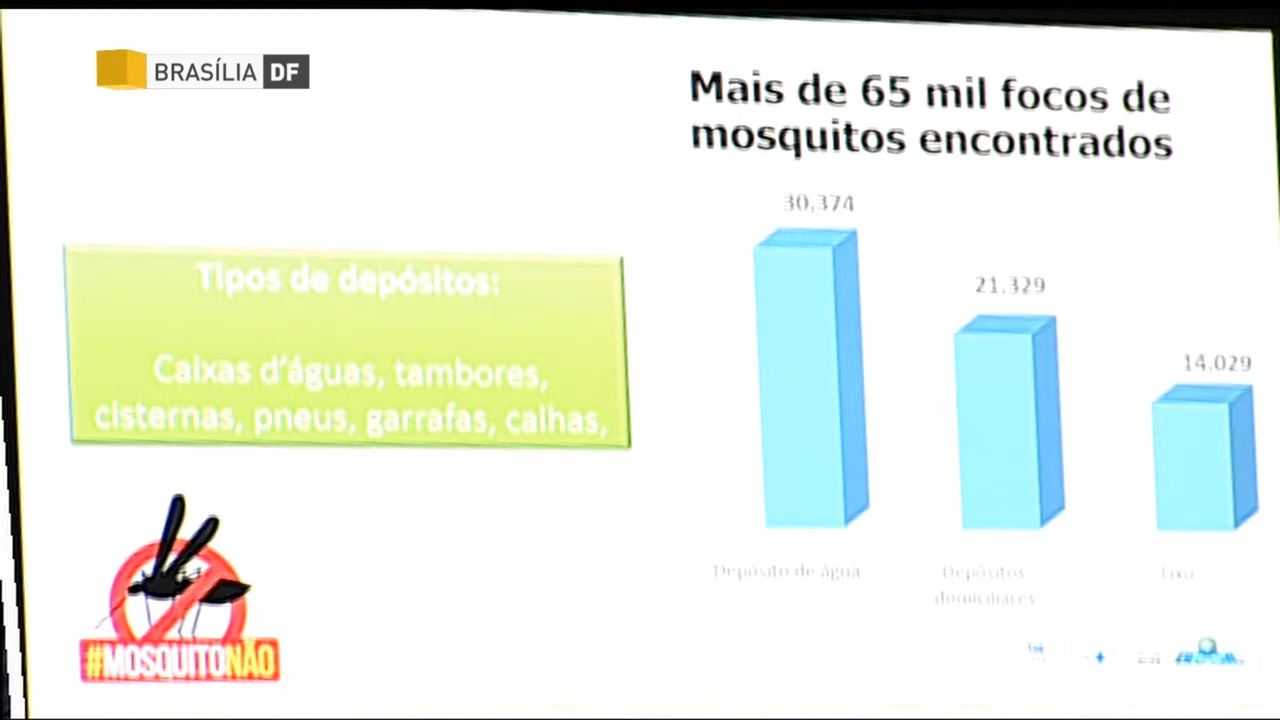 BRASÍLIA DF
Mais de 65 mil focos de
mosquitos encontrados
30.374
21.329
14.029
Tipos de depósitos:
Caixas d'águas, tambores,
cisternas, pneus, garrafas, calhas,
Depósito de água
Depósitos
domiciliares
Lixo
#MOSQUITONÃO